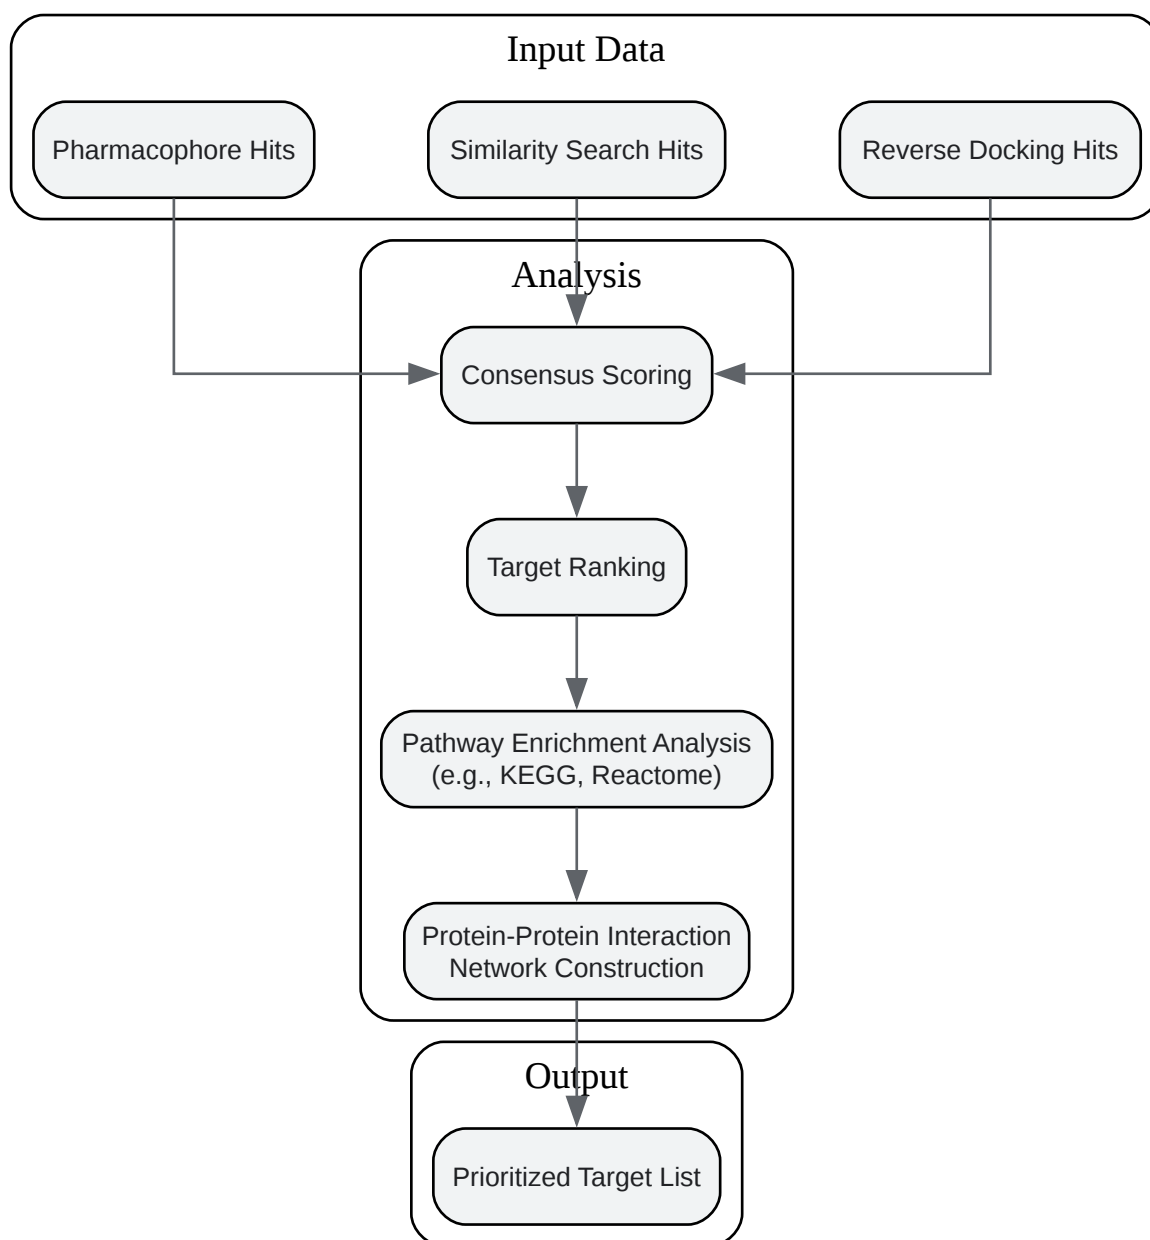 Input Data
Pharmacophore Hits
Similarity Search Hits
Reverse Docking Hits
Analysis
Consensus Scoring
Target Ranking
Pathway Enrichment Analysis
(e.g., KEGG, Reactome)
Protein-Protein Interaction
Network Construction
Output
Prioritized Target List